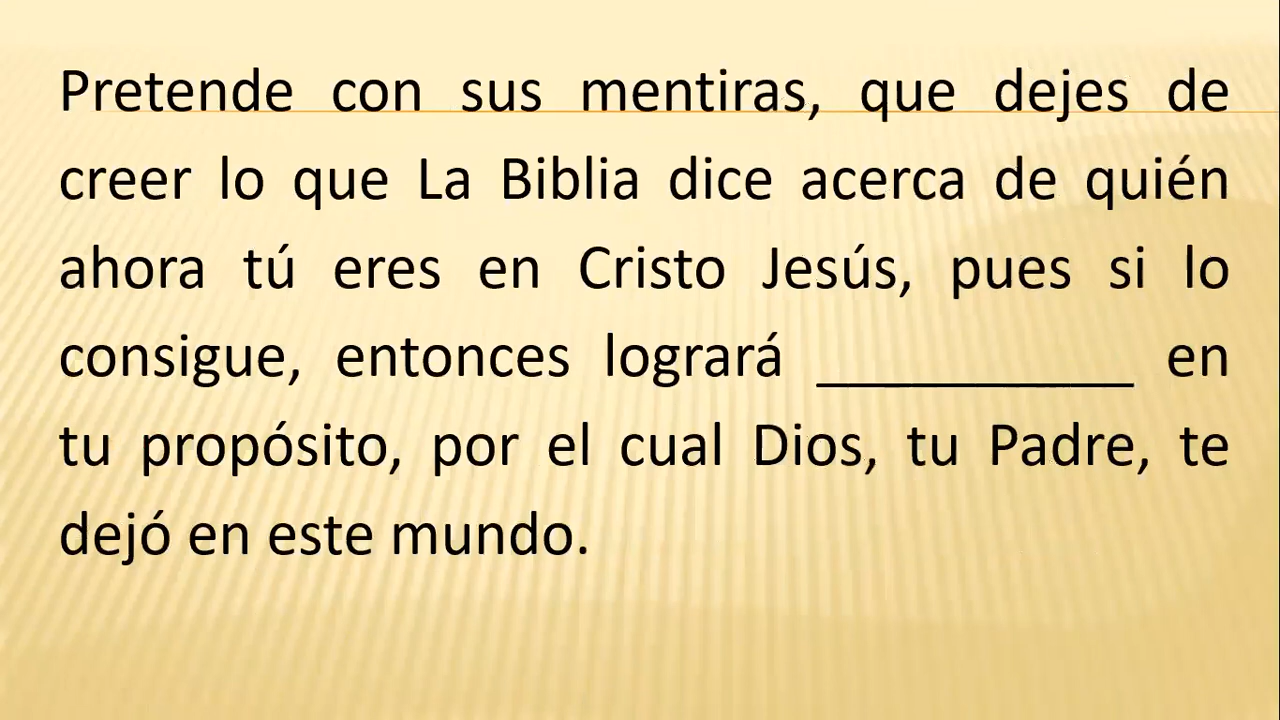 Pretende con sus mentiras, que dejes de
creer lo que La Biblia dice acerca de quién
ahora tú eres en Cristo Jesús, pues si lo
consigue, entonces logrará ___________ en
tu propósito, por el cual Dios, tu Padre, te
dejó en este mundo.